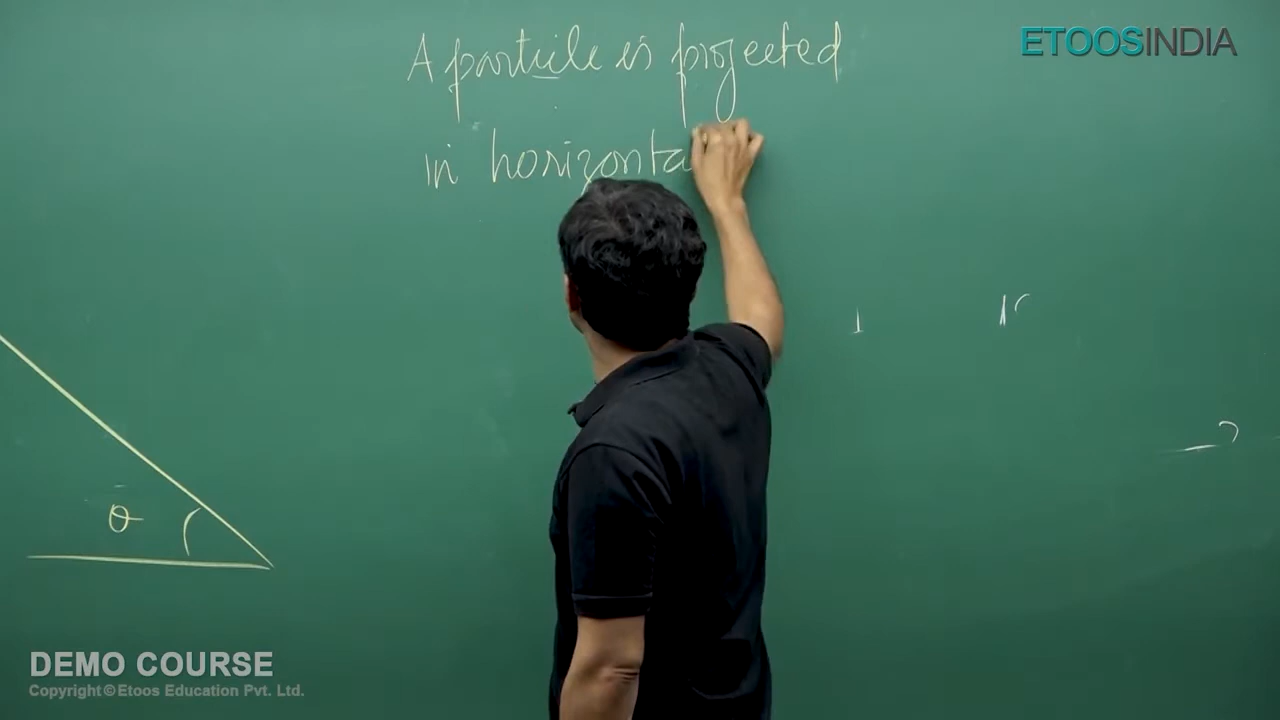 A particle is projected
in horizonta
ETOOSINDIA
θ
DEMO COURSE
Copyright © Etoos Education Pvt. Ltd.